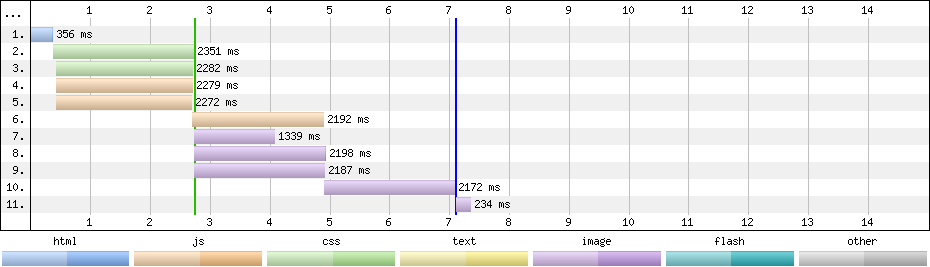 ... 1 2 3 4 5 6 7 8 9 10 11 12 13 14
1. 356 ms
2. 2351 ms
3. 2282 ms
4. 2279 ms
5. 2272 ms
6. 2192 ms
7. 1339 ms
8. 2198 ms
9. 2187 ms
10. 2172 ms
11. 234 ms
1 2 3 4 5 6 7 8 9 10 11 12 13 14
html js css text image flash other